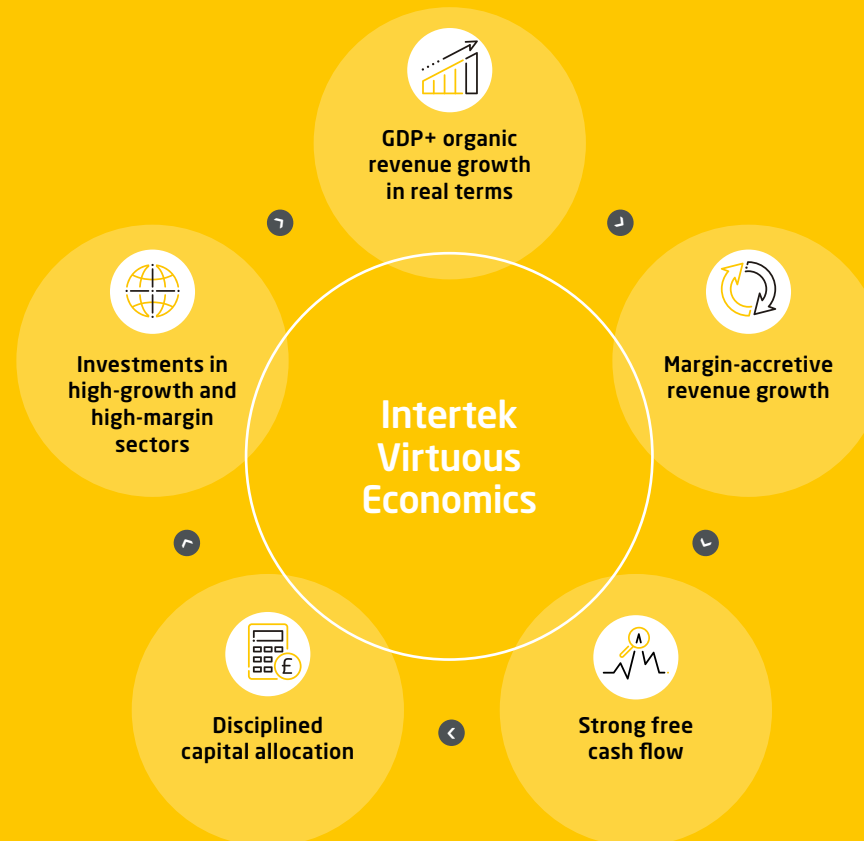 GDP+ organic
revenue growth
in real terms
Margin-accretive
revenue growth
Strong free
cash flow
£
Disciplined
capital allocation
Investments in
high-growth and
high-margin
sectors
Intertek
Virtuous
Economics